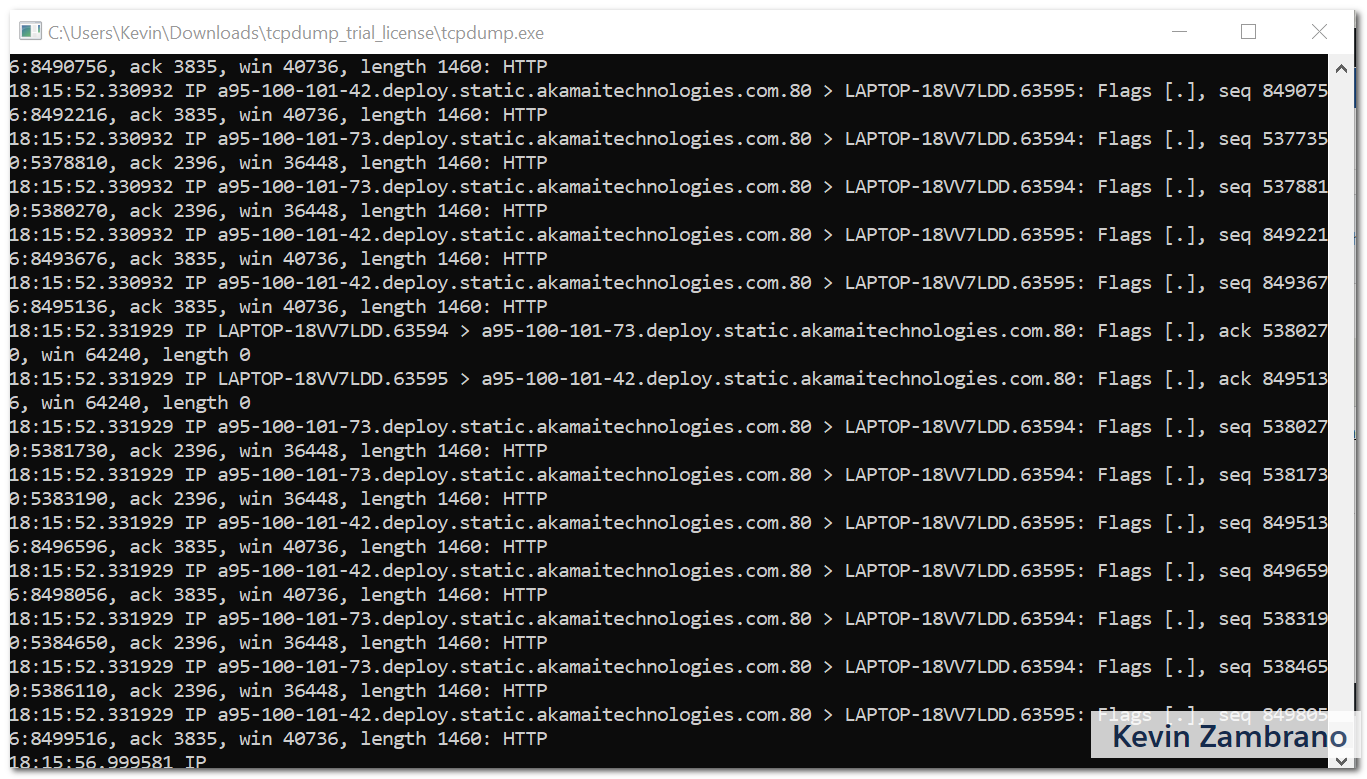 C:\Users\Kevin\Downloads\tcpdump_trial_license\tcpdump.exe
6:8490756, ack 3835, win 40736, length 1460: HTTP
18:15:52.330932 IP a95-100-101-42.deploy.static.akamaitechnologies.com.80 > LAPTOP-18VV7LDD.63595: Flags [.], seq 849075
6:8492216, ack 3835, win 40736, length 1460: HTTP
18:15:52.330932 IP a95-100-101-73.deploy.static.akamaitechnologies.com.80 > LAPTOP-18VV7LDD.63594: Flags [.], seq 537735
0:5378810, ack 2396, win 36448, length 1460: HTTP
18:15:52.330932 IP a95-100-101-73.deploy.static.akamaitechnologies.com.80 > LAPTOP-18VV7LDD.63594: Flags [.], seq 537881
0:5380270, ack 2396, win 36448, length 1460: HTTP
18:15:52.330932 IP a95-100-101-42.deploy.static.akamaitechnologies.com.80 > LAPTOP-18VV7LDD.63595: Flags [.], seq 849221
6:8493676, ack 3835, win 40736, length 1460: HTTP
18:15:52.330932 IP a95-100-101-42.deploy.static.akamaitechnologies.com.80 > LAPTOP-18VV7LDD.63595: Flags [.], seq 849367
6:8495136, ack 3835, win 40736, length 1460: HTTP
18:15:52.331929 IP LAPTOP-18VV7LDD.63594 > a95-100-101-73.deploy.static.akamaitechnologies.com.80: Flags [.], ack 538027
0, win 64240, length 0
18:15:52.331929 IP LAPTOP-18VV7LDD.63595 > a95-100-101-42.deploy.static.akamaitechnologies.com.80: Flags [.], ack 849513
6, win 64240, length 0
18:15:52.331929 IP a95-100-101-73.deploy.static.akamaitechnologies.com.80 > LAPTOP-18VV7LDD.63594: Flags [.], seq 538027
0:5381730, ack 2396, win 36448, length 1460: HTTP
18:15:52.331929 IP a95-100-101-73.deploy.static.akamaitechnologies.com.80 > LAPTOP-18VV7LDD.63594: Flags [.], seq 538173
0:5383190, ack 2396, win 36448, length 1460: HTTP
18:15:52.331929 IP a95-100-101-42.deploy.static.akamaitechnologies.com.80 > LAPTOP-18VV7LDD.63595: Flags [.], seq 849513
6:8496596, ack 3835, win 40736, length 1460: HTTP
18:15:52.331929 IP a95-100-101-42.deploy.static.akamaitechnologies.com.80 > LAPTOP-18VV7LDD.63595: Flags [.], seq 849659
6:8498056, ack 3835, win 40736, length 1460: HTTP
18:15:52.331929 IP a95-100-101-73.deploy.static.akamaitechnologies.com.80 > LAPTOP-18VV7LDD.63594: Flags [.], seq 538319
0:5384650, ack 2396, win 36448, length 1460: HTTP
18:15:52.331929 IP a95-100-101-73.deploy.static.akamaitechnologies.com.80 > LAPTOP-18VV7LDD.63594: Flags [.], seq 538465
0:5386110, ack 2396, win 36448, length 1460: HTTP
18:15:52.331929 IP a95-100-101-42.deploy.static.akamaitechnologies.com.80 > LAPTOP-18VV7LDD.63595: Flags [.], seq 849805
6:8499516, ack 3835, win 40736, length 1460: HTTP
18:15:56.999581 IP
Kevin Zambrano